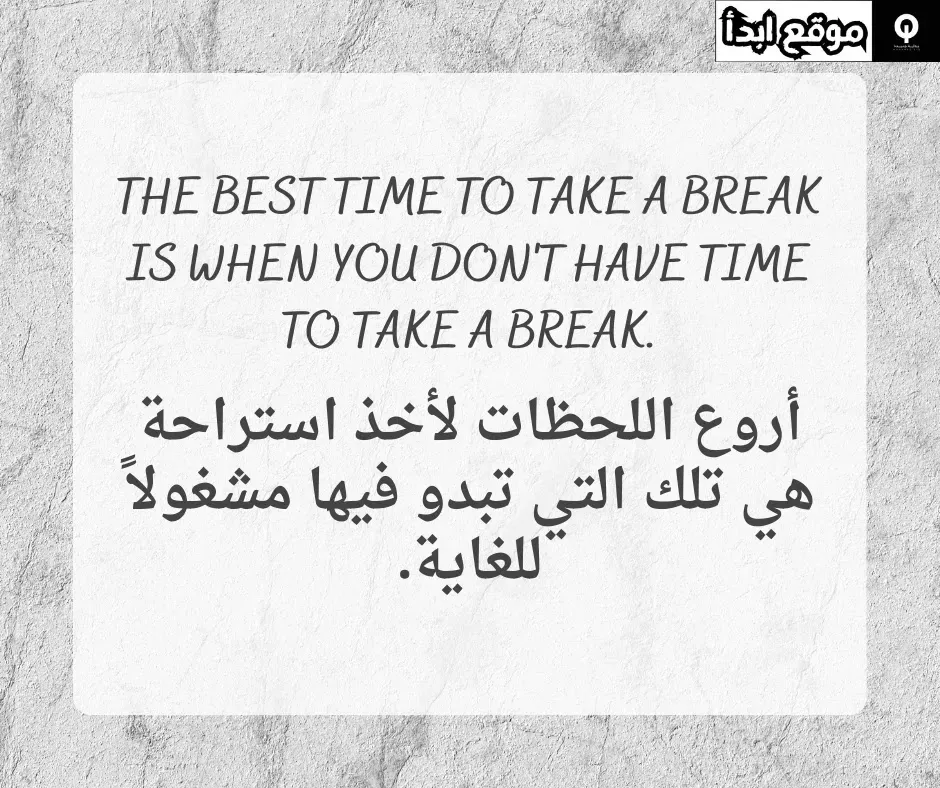 موقع ابدأ
THE BEST TIME TO TAKE A BREAK
IS WHEN YOU DON'T HAVE TIME
TO TAKE A BREAK.
أروع اللحظات لأخذ استراحة
هي تلك التي تبدو فيها مشغولاً
للغاية.